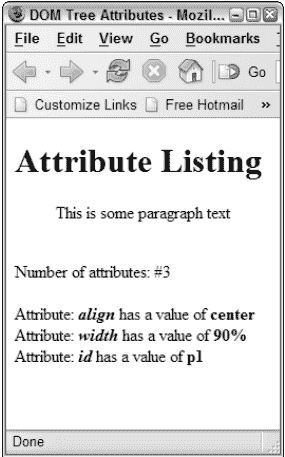 DOM Tree Attributes - Mozil...
File Edit View Go Bookmarks
Go
Customize Links Free Hotmail »
Attribute Listing
This is some paragraph text
Number of attributes: #3
Attribute: align has a value of center
Attribute: width has a value of 90%
Attribute: id has a value of p1
Done